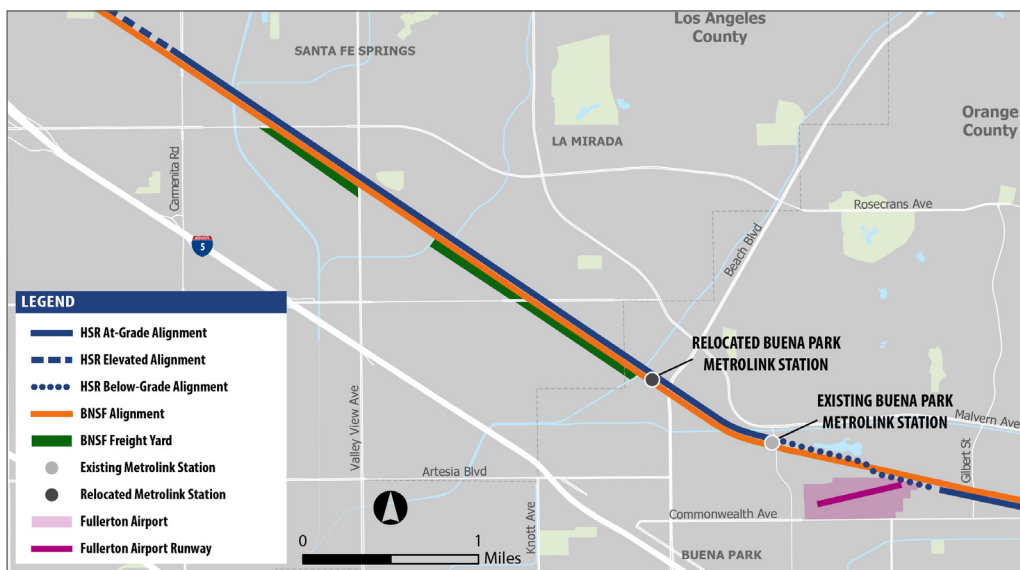 Los Angeles
County
SANTA FE SPRINGS
Orange
County
LA MIRADA
Carmenita Rd
Rosecrans Ave
Beach Blvd
5
LEGEND
HSR At-Grade Alignment
HSR Elevated Alignment
HSR Below-Grade Alignment
BNSF Alignment
BNSF Freight Yard
Existing Metrolink Station
Relocated Metrolink Station
Fullerton Airport
Fullerton Airport Runway
RELOCATED BUENA PARK
METROLINK STATION
EXISTING BUENA PARK
METROLINK STATION
Malvern Ave
Valley View Ave
Gilbert St
Artesia Blvd
Knott Ave
Commonwealth Ave
BUENA PARK
0
1
Miles